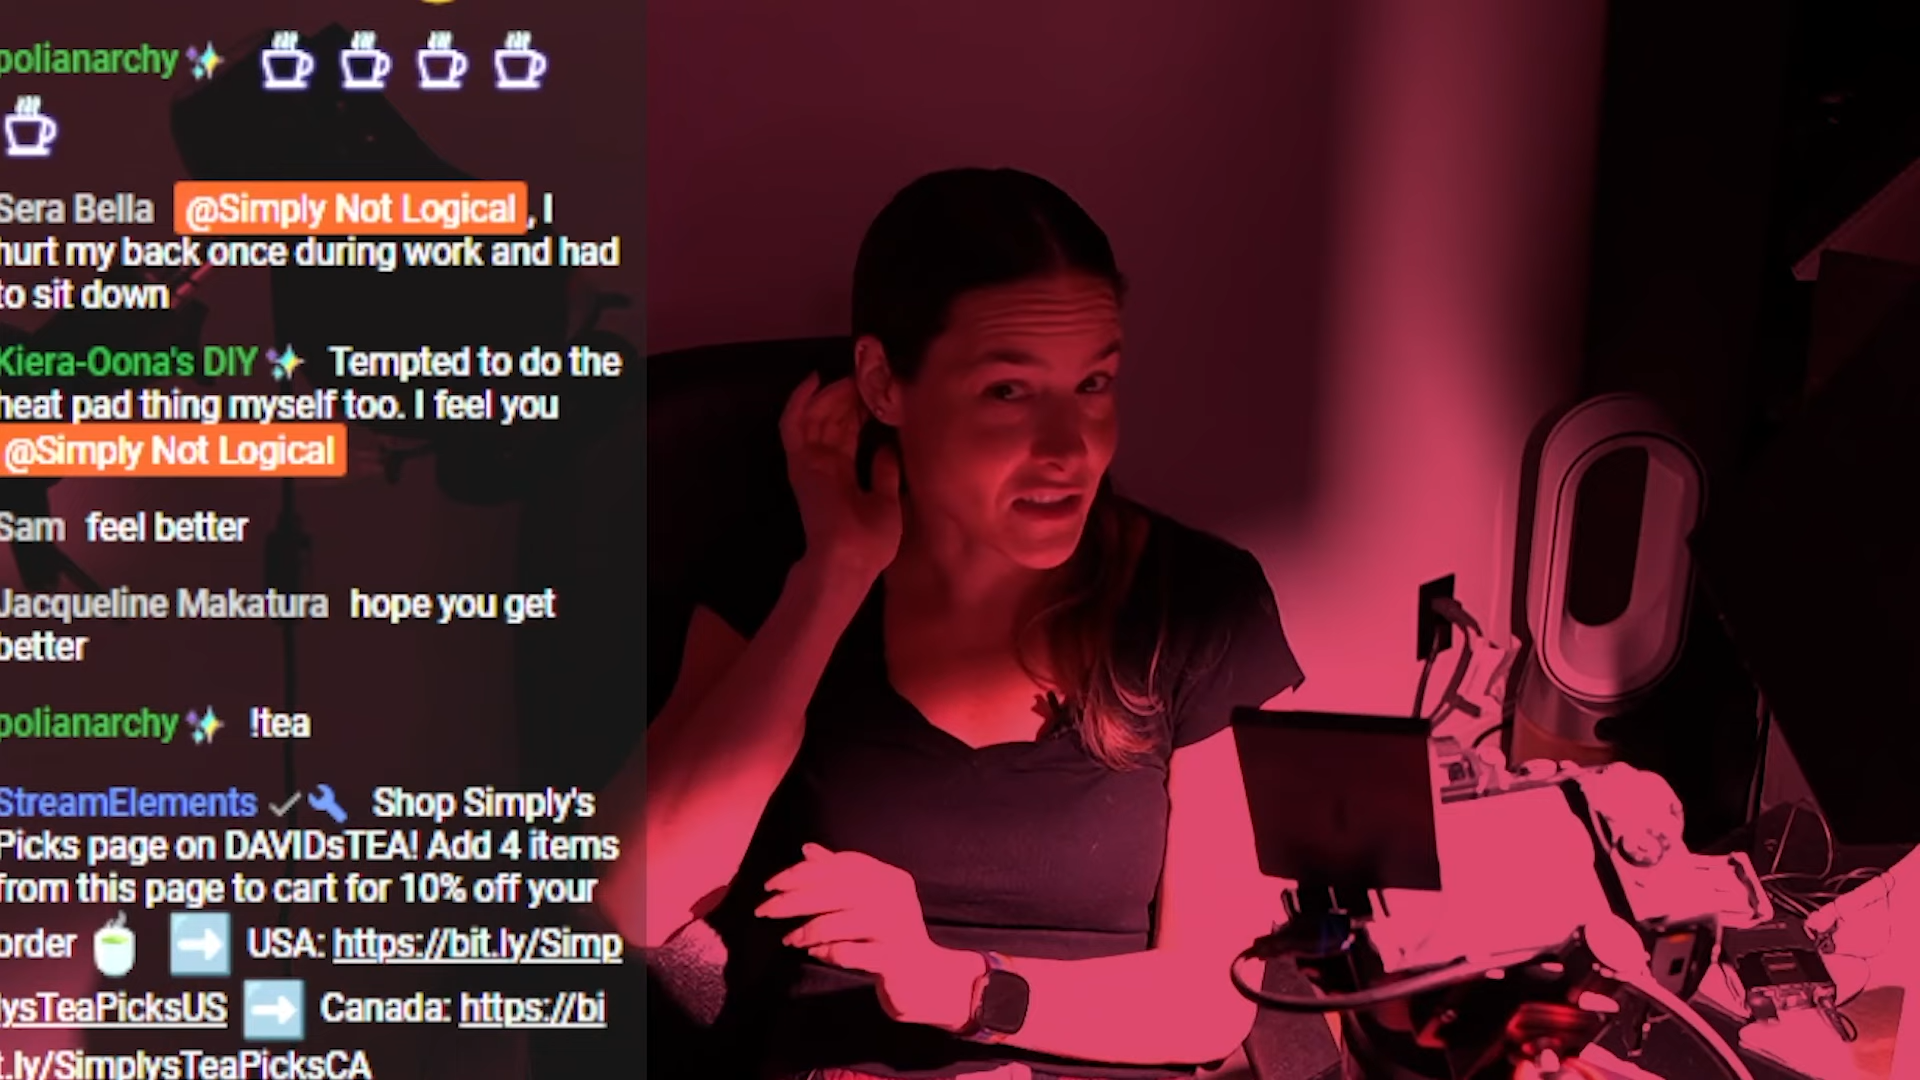 polianarchy
Sera Bella @Simply Not Logical, I
hurt my back once during work and had
to sit down
Kiera-Oona's DIY Tempted to do the
heat pad thing myself too. I feel you
@Simply Not Logical
Sam feel better
Jacqueline Makatura hope you get
better
polianarchy !tea
StreamElements Shop Simply's
Picks page on DAVIDsTEA! Add 4 items
from this page to cart for 10% off your
order USA: https://bit.ly/Simp
lysTeaPicksUS Canada: https://bi
t.ly/SimplysTeaPicksCA